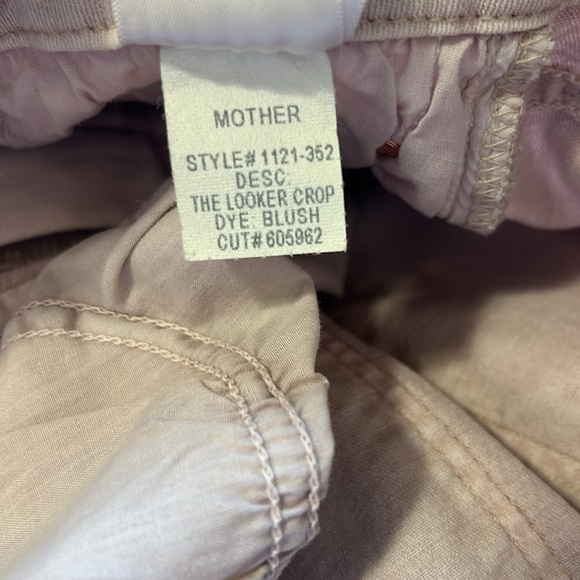 MOTHER
STYLE# 1121-352
DESC
THE LOOKER CROP
DYE: BLUSH
CUT# 605962